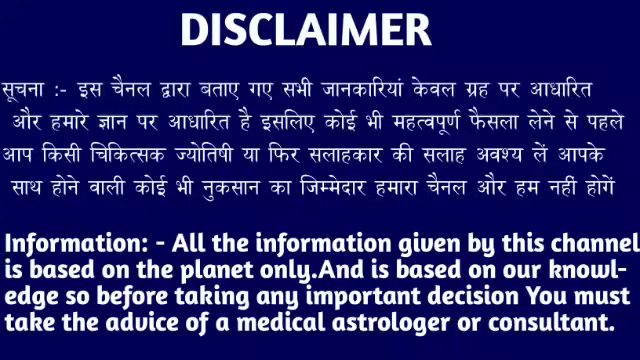 DISCLAIMER
सूचना :- इस चैनल द्वारा बताए गए सभी जानकारियां केवल ग्रह पर आधारित
और हमारे ज्ञान पर आधारित है इसलिए कोई भी महत्वपूर्ण फैसला लेने से पहले
आप किसी चिकित्सक ज्योतिषी या फिर सलाहकार की सलाह अवश्य लें आपके
साथ होने वाली कोई भी नुकसान का जिम्मेदार हमारा चैनल और हम नहीं होगें
Information: - All the information given by this channel
is based on the planet only.And is based on our knowl-
edge so before taking any important decision You must
take the advice of a medical astrologer or consultant.